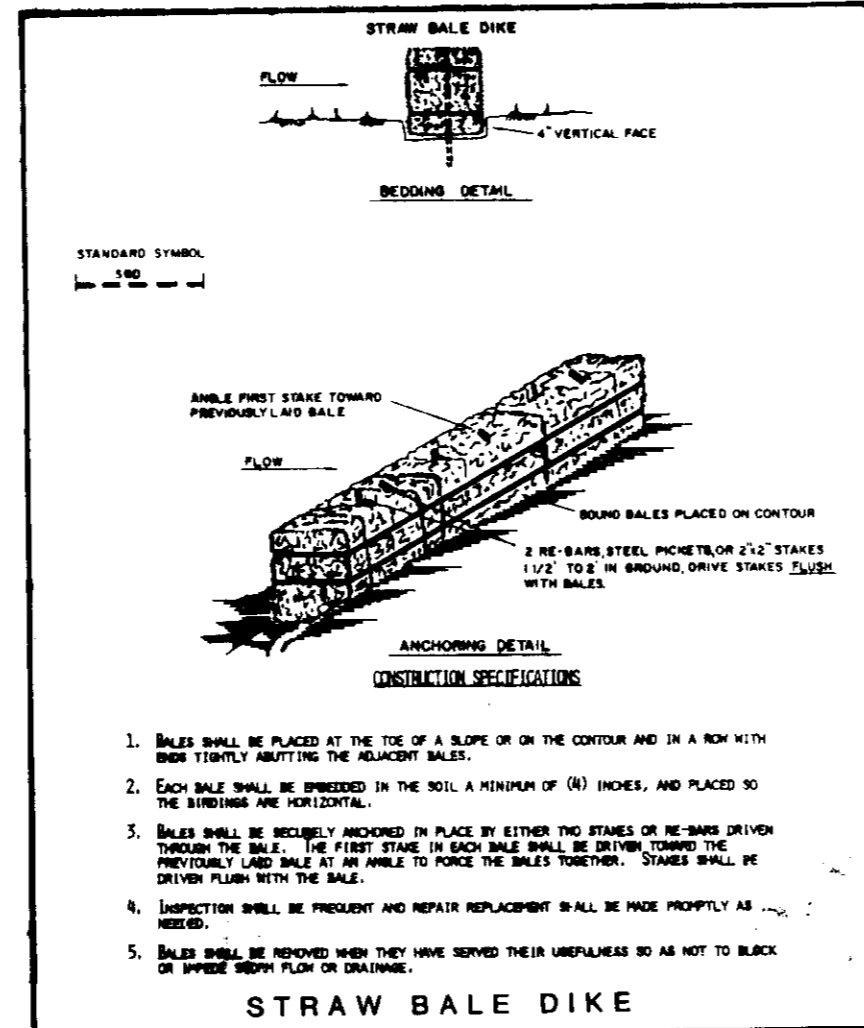 STRAW BALE DIKE
FLOW
4" VERTICAL FACE
BEDDING DETAIL
STANDARD SYMBOL
SBD
ANGLE FIRST STAKE TOWARD
PREVIOUSLY LAID BALE
FLOW
BOUND BALES PLACED ON CONTOUR
2 RE-BARS, STEEL PICKETS, OR 2"x2" STAKES
1 1/2' TO 2' IN GROUND, DRIVE STAKES FLUSH
WITH BALES.
ANCHORING DETAIL
CONSTRUCTION SPECIFICATIONS
1. BALES SHALL BE PLACED AT THE TOE OF A SLOPE OR ON THE CONTOUR AND IN A ROW WITH
ENDS TIGHTLY ABUTTING THE ADJACENT BALES.
2. EACH BALE SHALL BE EMBEDDED IN THE SOIL A MINIMUM OF (4) INCHES, AND PLACED SO
THE BINDINGS ARE HORIZONTAL.
3. BALES SHALL BE SECURELY ANCHORED IN PLACE BY EITHER TWO STAKES OR RE-BARS DRIVEN
THROUGH THE BALE. THE FIRST STAKE IN EACH BALE SHALL BE DRIVEN TOWARD THE
PREVIOUSLY LAID BALE AT AN ANGLE TO FORCE THE BALES TOGETHER. STAKES SHALL BE
DRIVEN FLUSH WITH THE BALE.
4. INSPECTION SHALL BE FREQUENT AND REPAIR REPLACEMENT SHALL BE MADE PROMPTLY AS
NEEDED.
5. BALES SHALL BE REMOVED WHEN THEY HAVE SERVED THEIR USEFULNESS SO AS NOT TO BLOCK
OR IMPEDE STORM FLOW OR DRAINAGE.
STRAW BALE DIKE